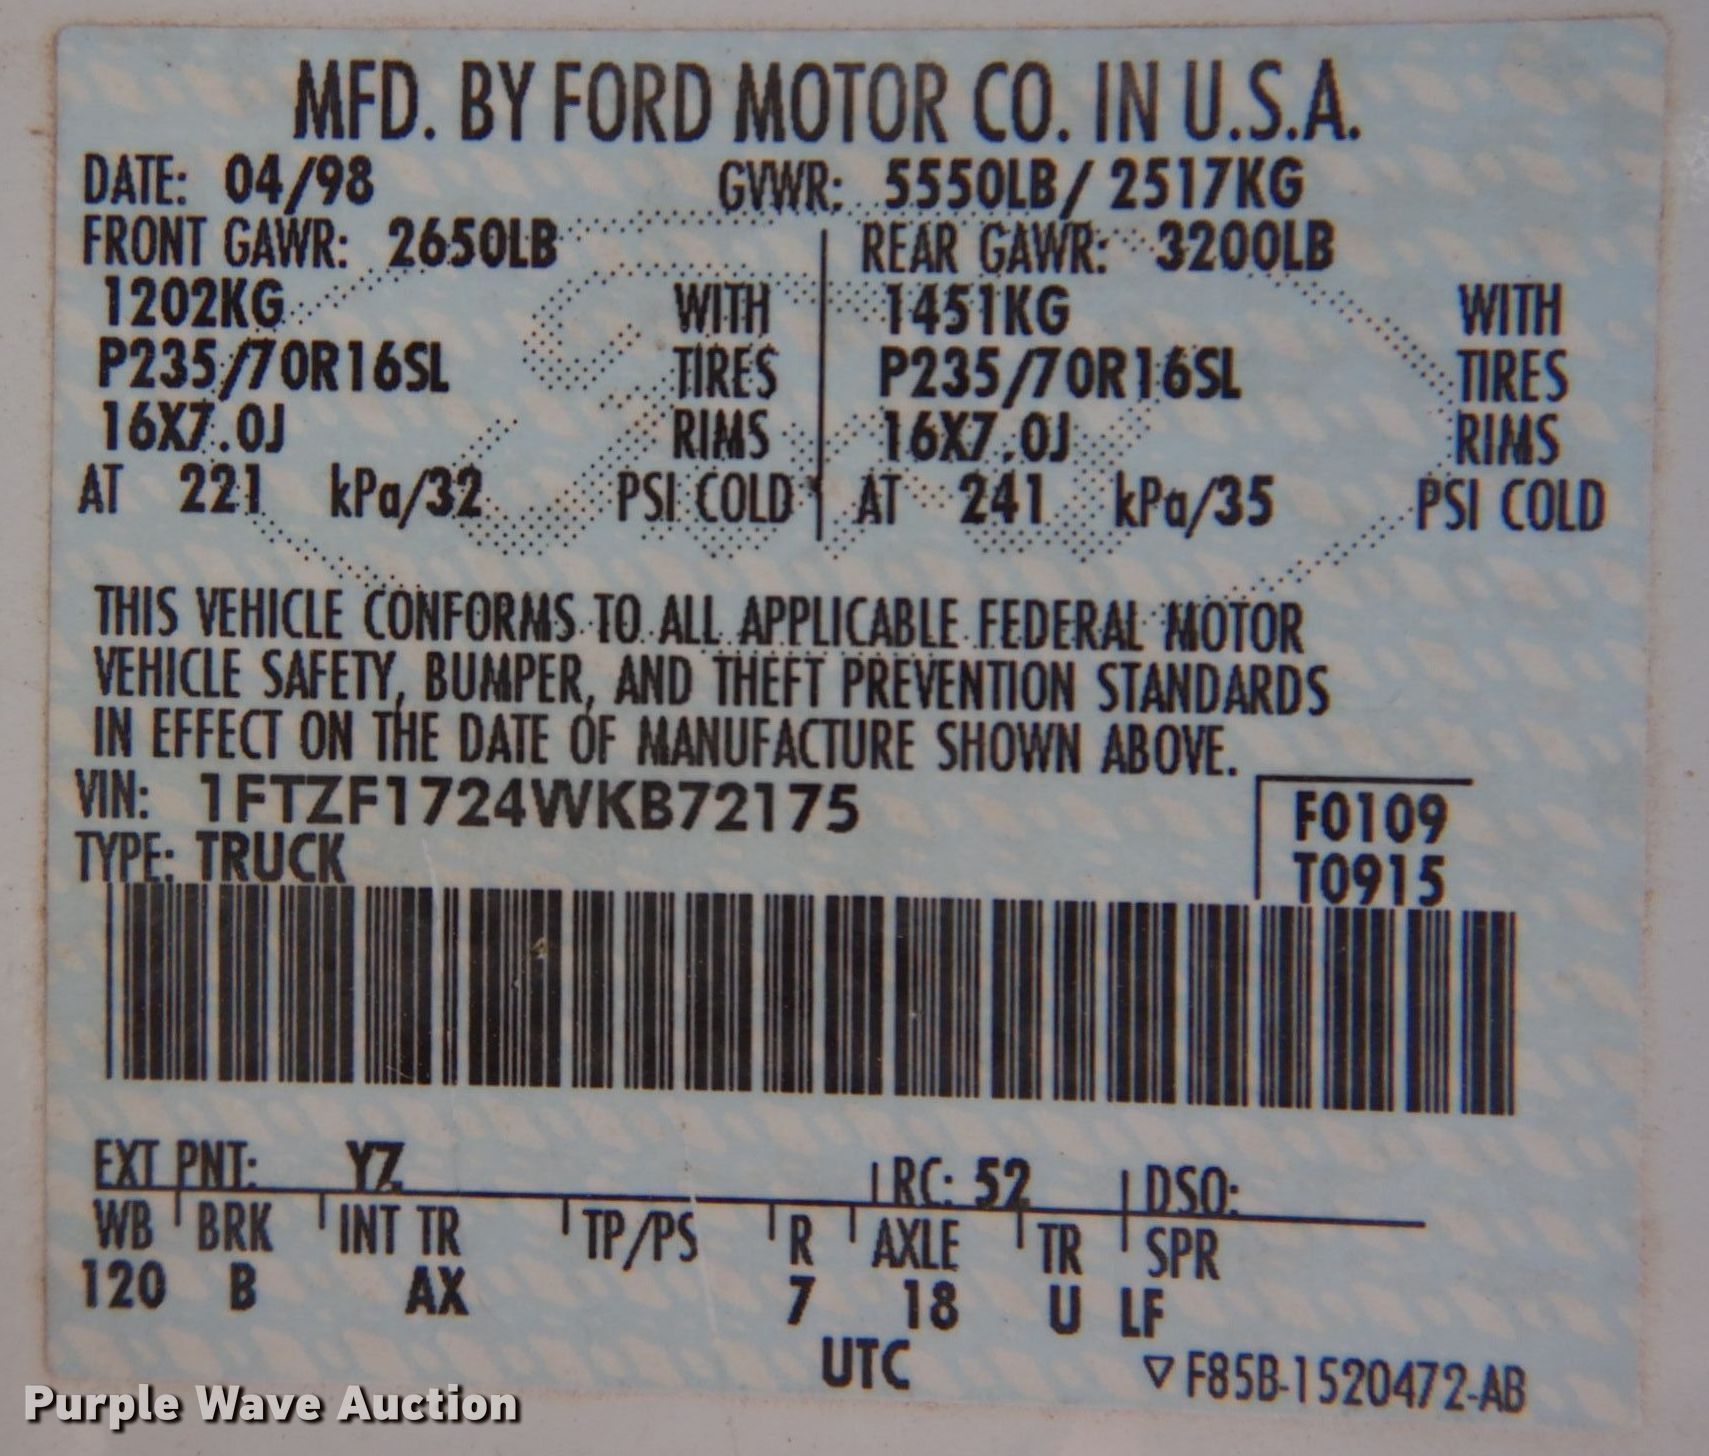 MFD. BY FORD MOTOR CO. IN U.S.A.
DATE: 04/98 GVWR: 5550LB/ 2517KG
FRONT GAWR: 2650LB REAR GAWR: 3200LB
1202KG WITH 1451KG WITH
P235/70R16SL TIRES P235/70R16SL TIRES
16X7.0J RIMS 16X7.0J RIMS
AT 221 kPa/32 PSI COLD AT 241 kPa/35 PSI COLD
THIS VEHICLE CONFORMS TO ALL APPLICABLE FEDERAL MOTOR
VEHICLE SAFETY, BUMPER, AND THEFT PREVENTION STANDARDS
IN EFFECT ON THE DATE OF MANUFACTURE SHOWN ABOVE.
VIN: 1FTZF1724WKB72175 F0109
TYPE: TRUCK T0915
EXT PNT: YZ RC: 52 DSO:
WB BRK INT TR TP/PS R AXLE TR SPR
120 B AX 7 18 U LF
UTC ▽ F85B-1520472-AB
Purple Wave Auction